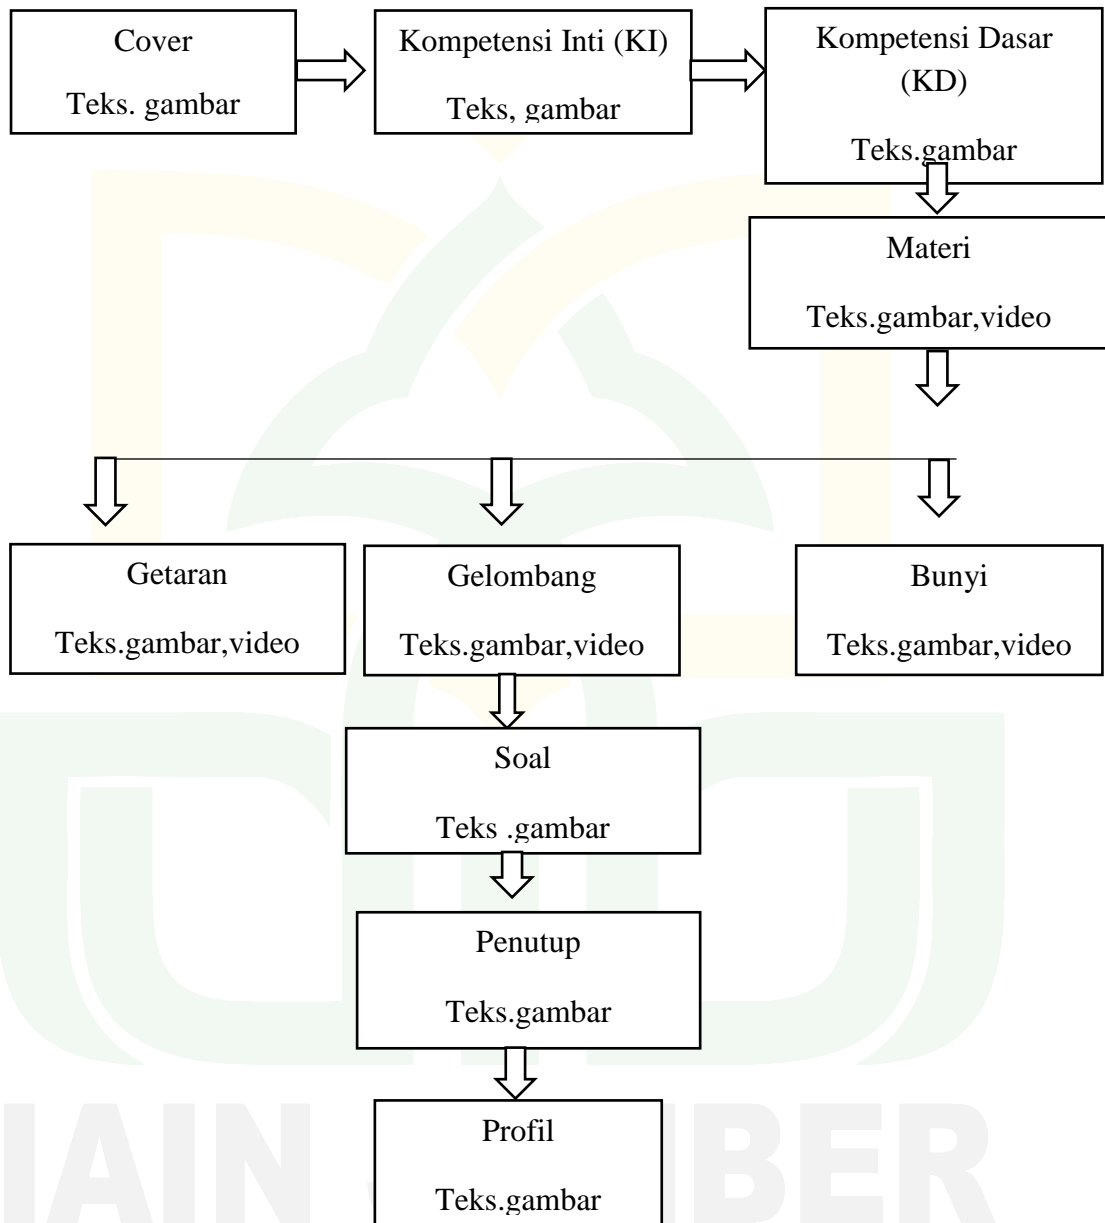 Cover
Teks. gambar
Kompetensi Inti (KI)
Teks, gambar
Kompetensi Dasar
(KD)
Teks.gambar
Materi
Teks.gambar,video
Getaran
Teks.gambar,video
Gelombang
Teks.gambar,video
Bunyi
Teks.gambar,video
Soal
Teks .gambar
Penutup
Teks.gambar
Profil
Teks.gambar
IAIN BER